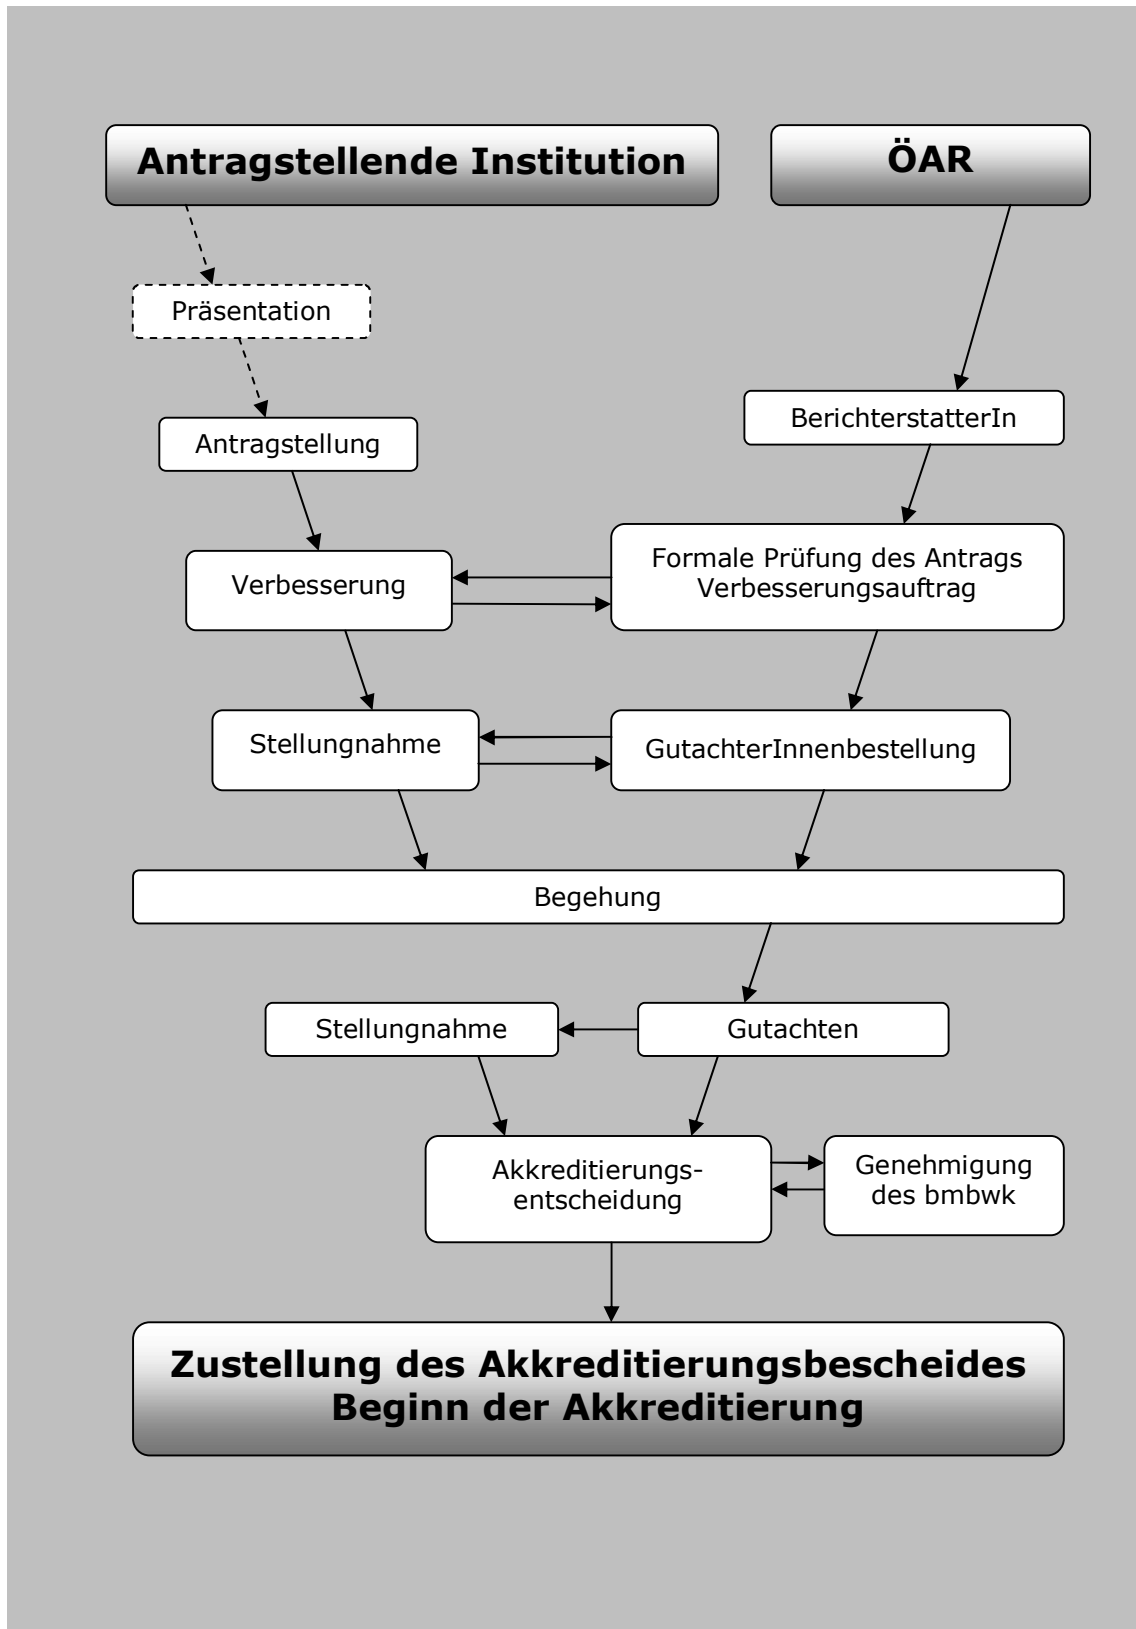 Antragstellende Institution
ÖAR
Präsentation
BerichterstatterIn
Antragstellung
Formale Prüfung des Antrags
Verbesserungsauftrag
Verbesserung
Stellungnahme
GutachterInnenbestellung
Begehung
Stellungnahme
Gutachten
Akkreditierungs-
entscheidung
Genehmigung
des bmbwk
Zustellung des Akkreditierungsbescheides
Beginn der Akkreditierung